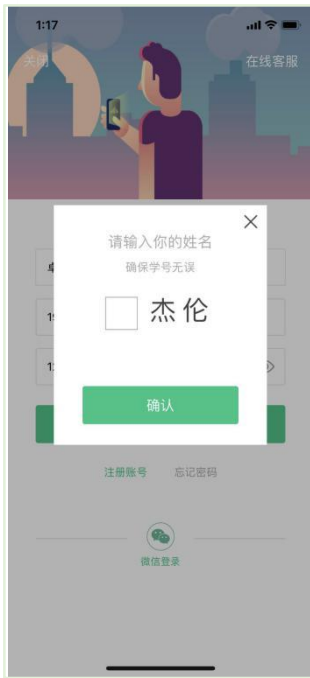 1:17
关闭
在线客服
请输入你的姓名
确保学号无误
杰伦
确认
注册账号 忘记密码
微信登录